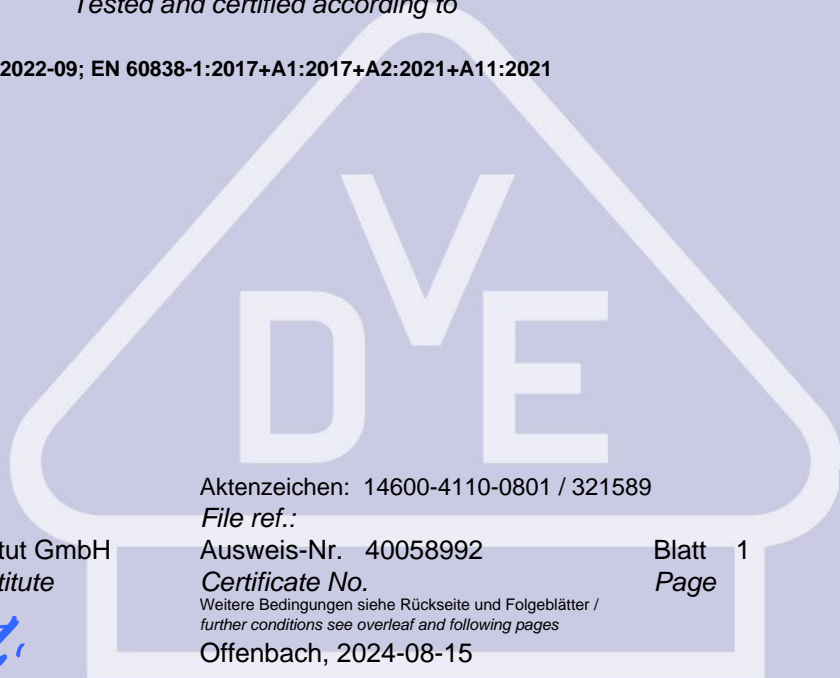 Tested and certified according to
2022-09; EN 60838-1:2017+A1:2017+A2:2021+A11:2021
VDE
Aktenzeichen: 14600-4110-0801 / 321589
File ref.:
tut GmbH Ausweis-Nr. 40058992 Blatt 1
titute Certificate No. Page
Weitere Bedingungen siehe Rückseite und Folgeblätter /
further conditions see overleaf and following pages
Offenbach, 2024-08-15